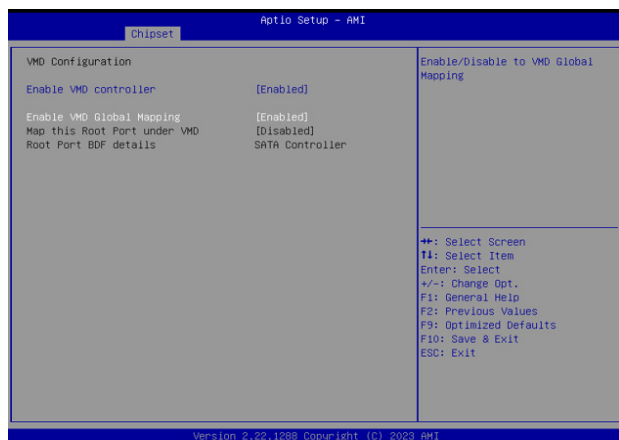 Aptio Setup – AMI
Chipset
VMD Configuration
Enable VMD controller [Enabled]
Enable VMD Global Mapping [Enabled]
Map this Root Port under VMD [Disabled]
Root Port BDF details SATA Controller
Enable/Disable to VMD Global
Mapping
→←: Select Screen
↑↓: Select Item
Enter: Select
+/-: Change Opt.
F1: General Help
F2: Previous Values
F9: Optimized Defaults
F10: Save & Exit
ESC: Exit
Version 2.22.1288 Copyright (C) 2023 AMI